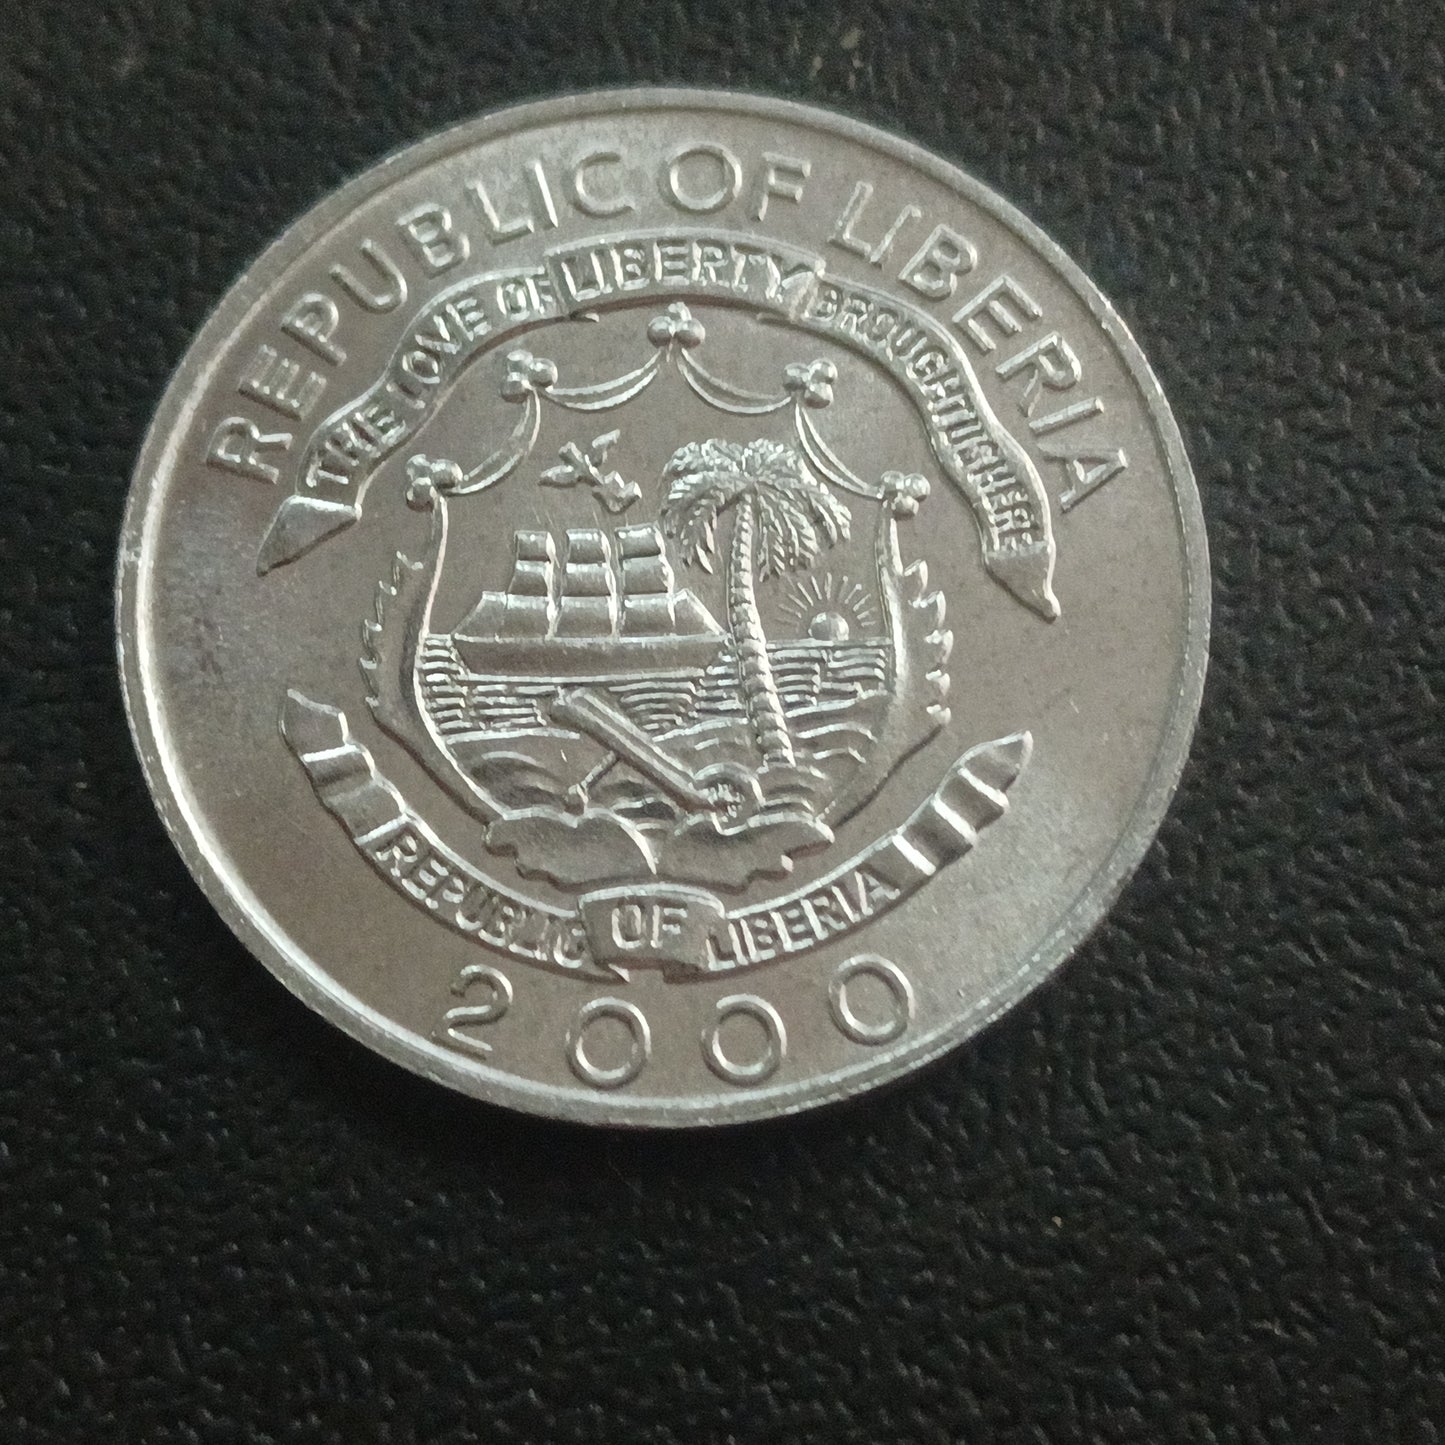 REPUBLIC OF LIBERIA
THE LOVE OF LIBERTY BROUGHT US HERE
REPUBLIC OF LIBERIA
2000